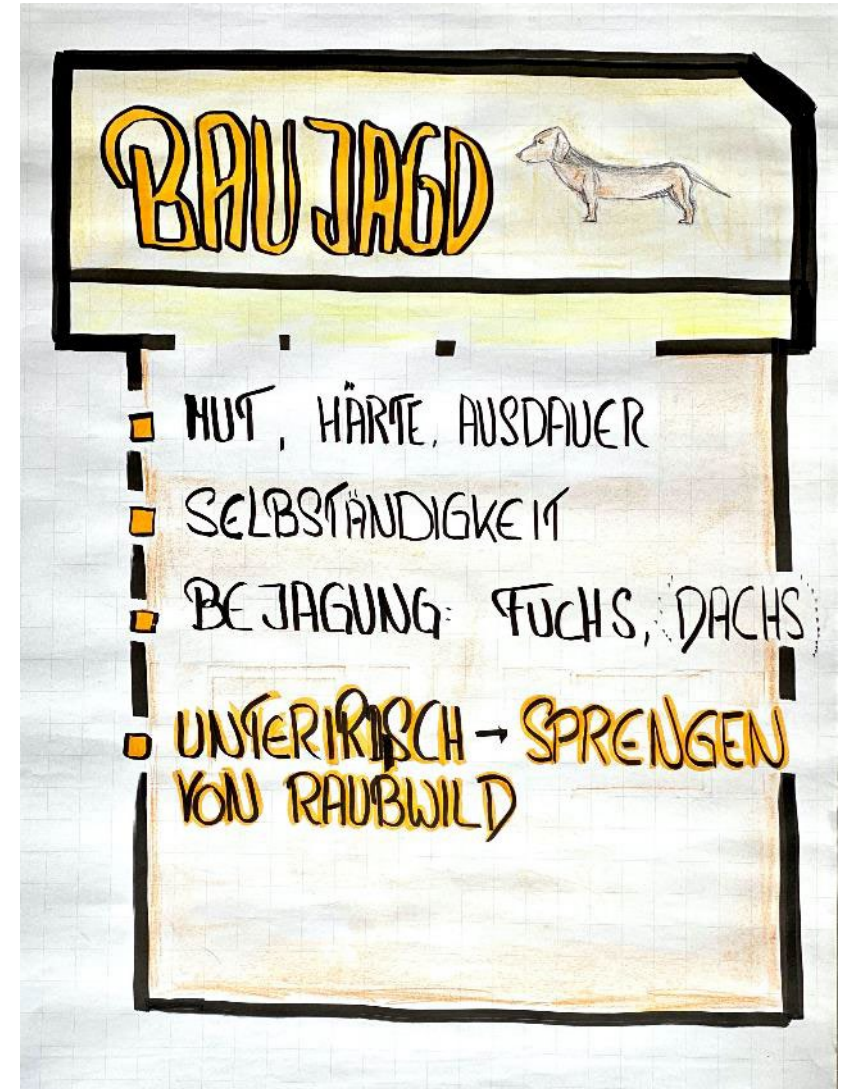 BAUJAGD
MUT, HÄRTE, AUSDAUER
SELBSTÄNDIGKEIT
BEJAGUNG: FUCHS, DACHS
UNTERIRDISCH → SPRENGEN
VON RAUBWILD